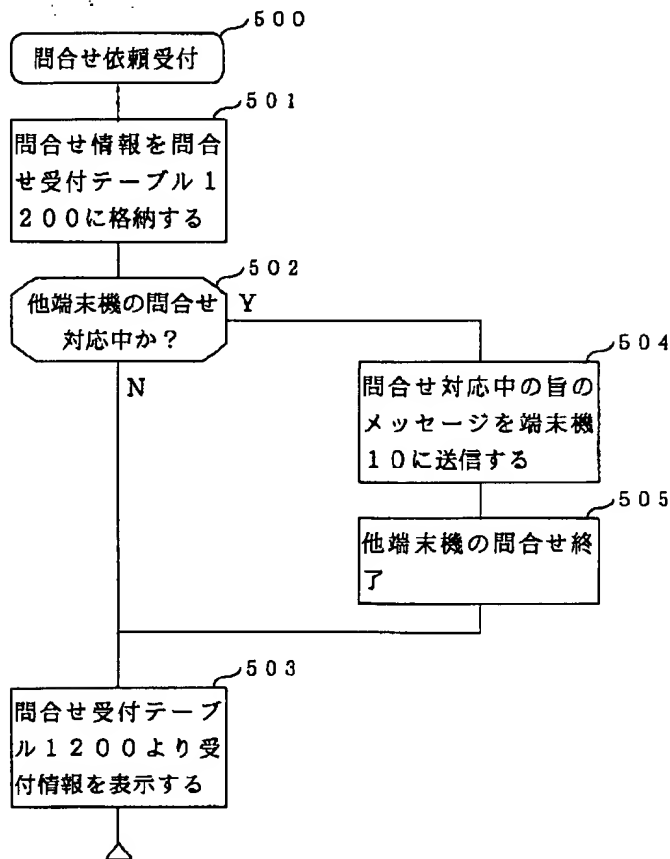 500
問合せ依頼受付
501
問合せ情報を問合
せ受付テーブル1
200に格納する
502
他端末機の問合せ
対応中か?
Y
N
504
問合せ対応中の旨の
メッセージを端末機
10に送信する
505
他端末機の問合せ終
了
503
問合せ受付テーブ
ル1200より受
付情報を表示する